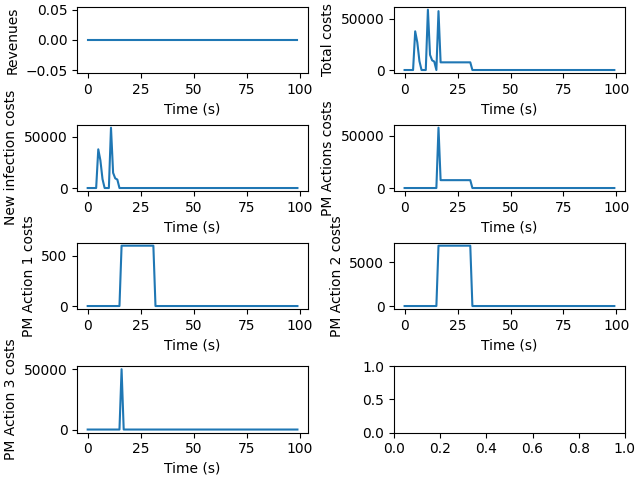 Revenues
0.05
0.00
−0.05
0 25 50 75 100
Time (s)
Total costs
50000
0
0 25 50 75 100
Time (s)
New infection costs
50000
0
0 25 50 75 100
Time (s)
PM Actions costs
50000
0
0 25 50 75 100
Time (s)
PM Action 1 costs
500
0
0 25 50 75 100
Time (s)
PM Action 2 costs
5000
0
0 25 50 75 100
Time (s)
PM Action 3 costs
50000
0
0 25 50 75 100
Time (s)
1.0
0.5
0.0
0.0 0.2 0.4 0.6 0.8 1.0